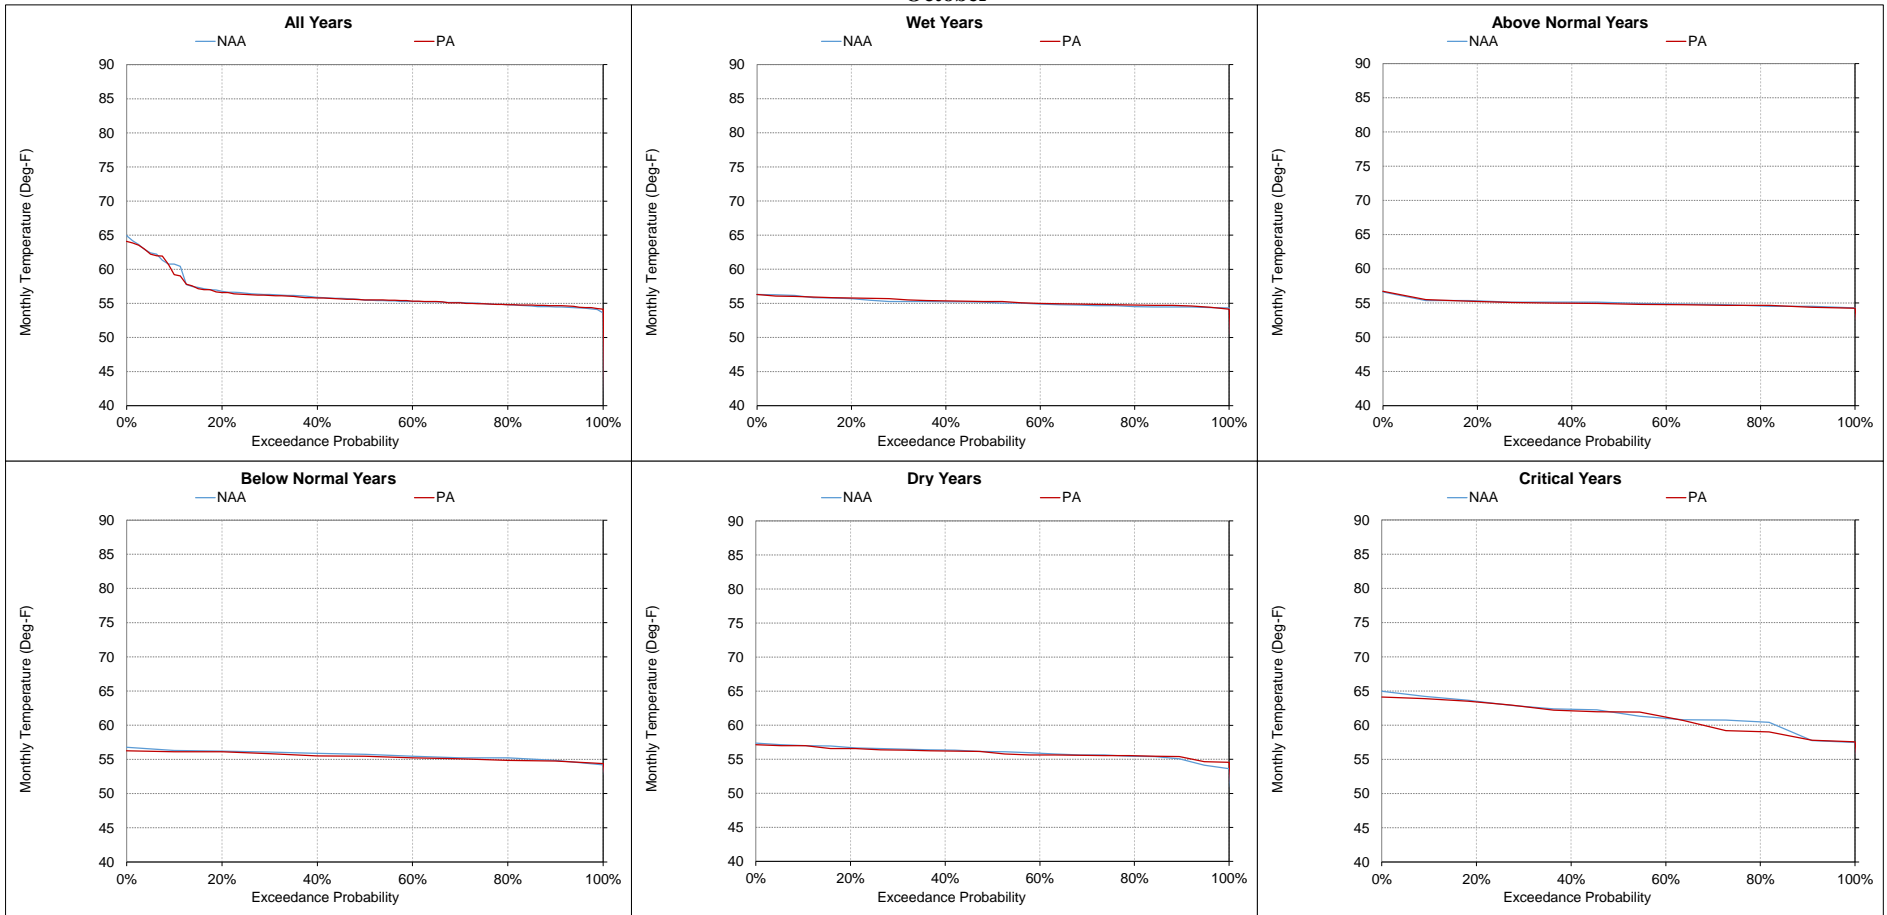 October
All Years
NAA PA
Monthly Temperature (Deg-F)
90
85
80
75
70
65
60
55
50
45
40
0% 20% 40% 60% 80% 100%
Exceedance Probability
Wet Years
NAA PA
Monthly Temperature (Deg-F)
90
85
80
75
70
65
60
55
50
45
40
0% 20% 40% 60% 80% 100%
Exceedance Probability
Above Normal Years
NAA PA
Monthly Temperature (Deg-F)
90
85
80
75
70
65
60
55
50
45
40
0% 20% 40% 60% 80% 100%
Exceedance Probability
Below Normal Years
NAA PA
Monthly Temperature (Deg-F)
90
85
80
75
70
65
60
55
50
45
40
0% 20% 40% 60% 80% 100%
Exceedance Probability
Dry Years
NAA PA
Monthly Temperature (Deg-F)
90
85
80
75
70
65
60
55
50
45
40
0% 20% 40% 60% 80% 100%
Exceedance Probability
Critical Years
NAA PA
Monthly Temperature (Deg-F)
90
85
80
75
70
65
60
55
50
45
40
0% 20% 40% 60% 80% 100%
Exceedance Probability